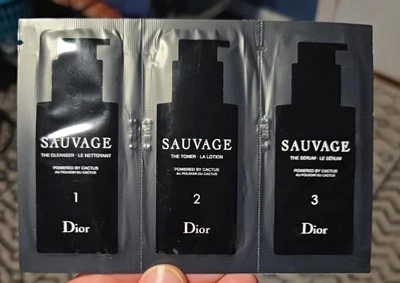 SAUVAGE
THE CLEANSER · LE NETTOYANT
POWERED BY CACTUS
AU POUVOIR DU CACTUS
1
Dior
SAUVAGE
THE TONER · LA LOTION
POWERED BY CACTUS
AU POUVOIR DU CACTUS
2
Dior
SAUVAGE
THE SERUM · LE SÉRUM
POWERED BY CACTUS
AU POUVOIR DU CACTUS
3
Dior